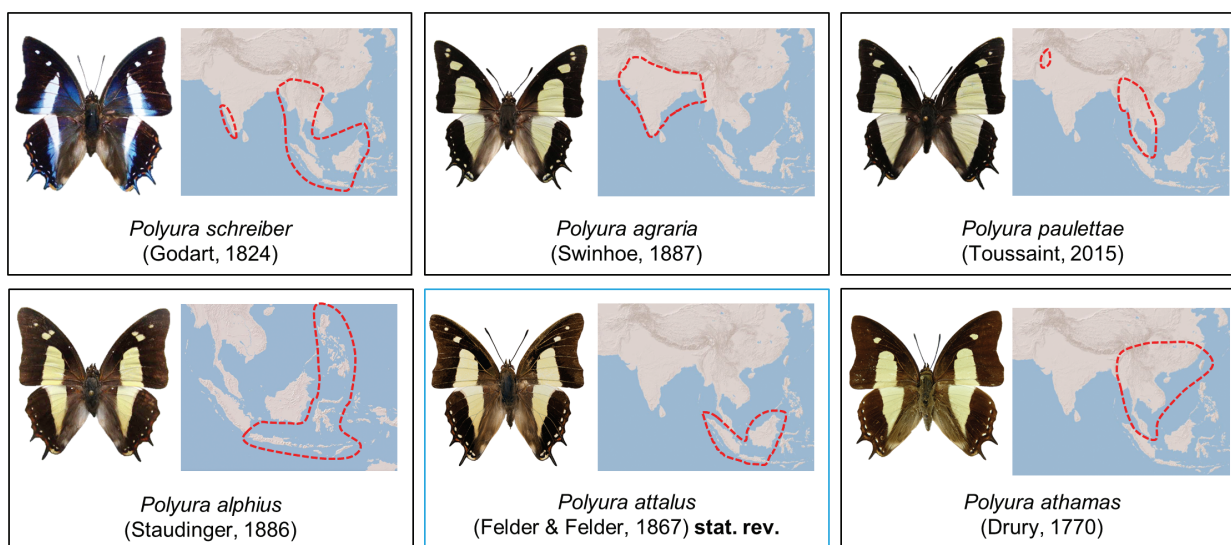 Polyura schreiber
(Godart, 1824)
Polyura agraria
(Swinhoe, 1887)
Polyura paulettae
(Toussaint, 2015)
Polyura alphius
(Staudinger, 1886)
Polyura attalus
(Felder & Felder, 1867) stat. rev.
Polyura athamas
(Drury, 1770)